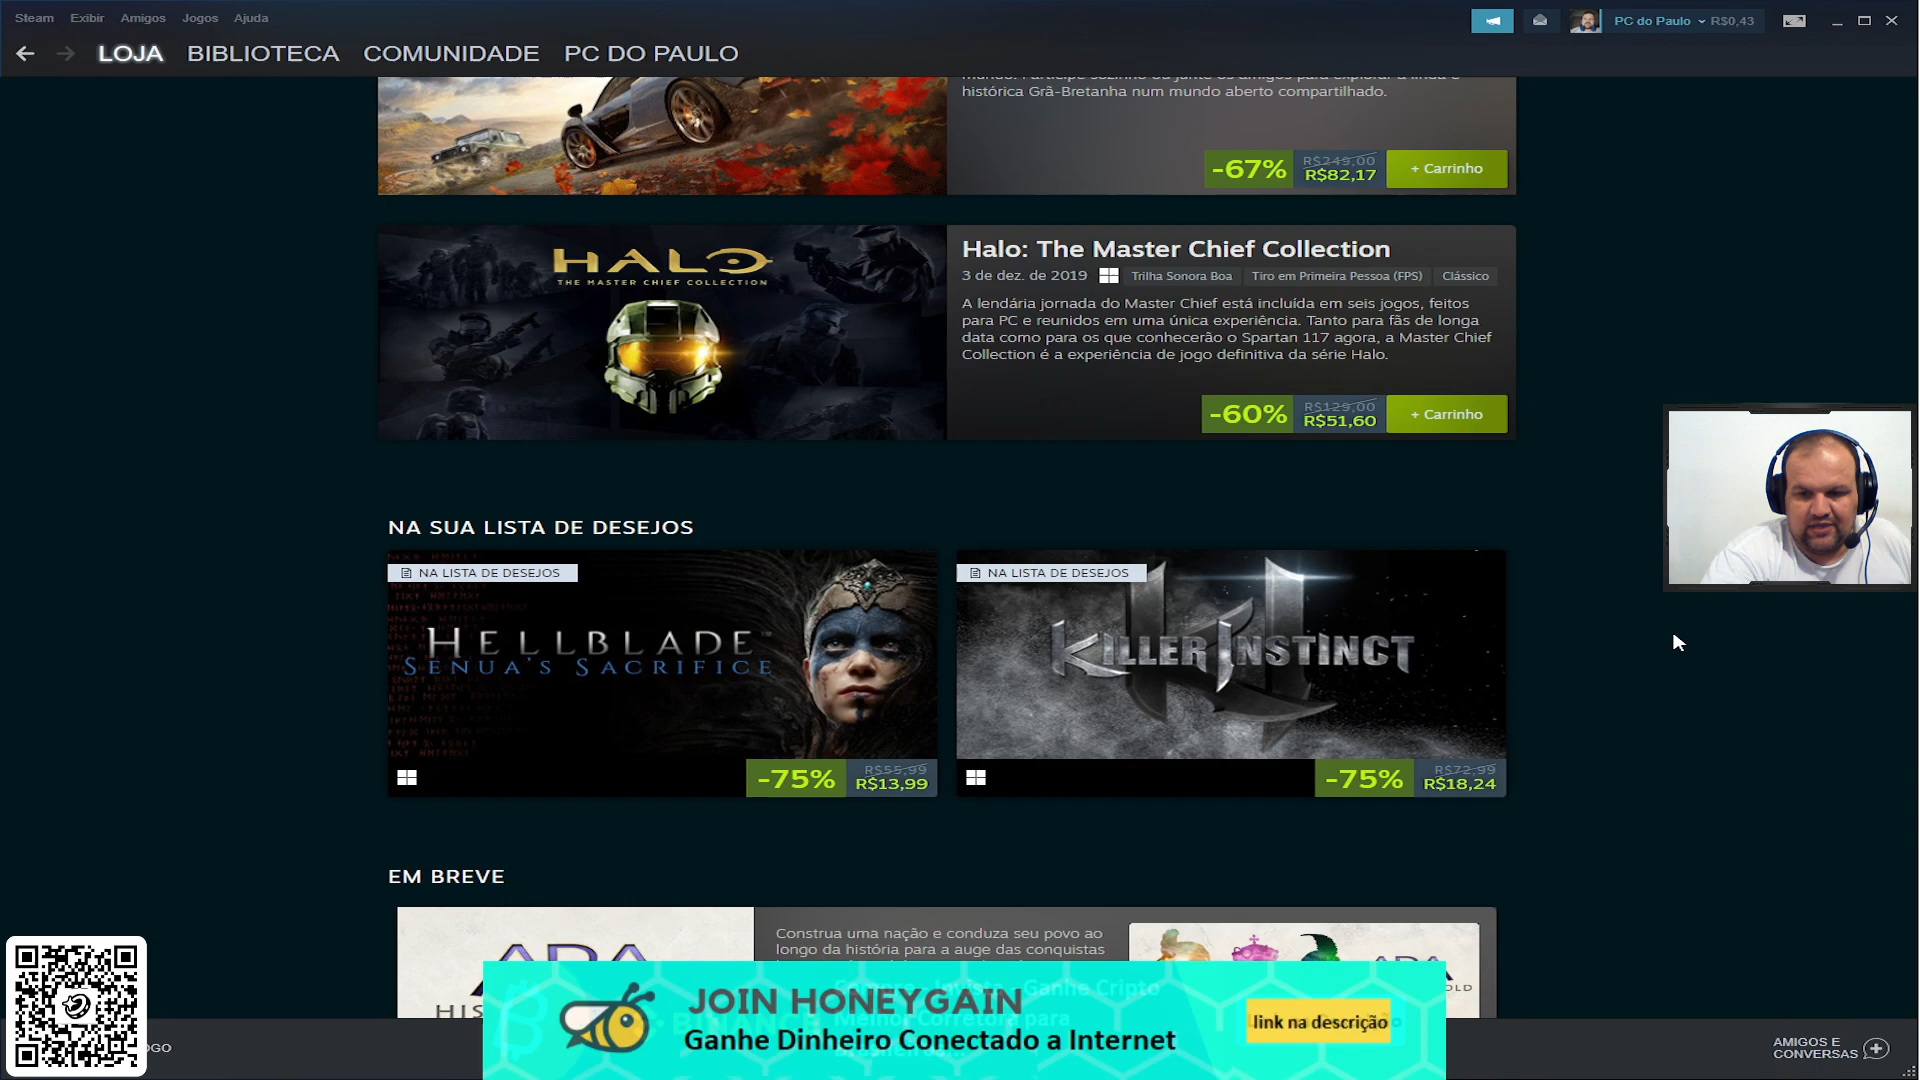 Steam Exibir Amigos Jogos Ajuda
PC do Paulo R$0,43
LOJA BIBLIOTECA COMUNIDADE PC DO PAULO
histórica Grã-Bretanha num mundo aberto compartilhado.
-67% R$249,00 R$82,17 + Carrinho
HALO
THE MASTER CHIEF COLLECTION
Halo: The Master Chief Collection
3 de dez. de 2019 Trilha Sonora Boa Tiro em Primeira Pessoa (FPS) Clássico
A lendária jornada do Master Chief está incluída em seis jogos, feitos
para PC e reunidos em uma única experiência. Tanto para fãs de longa
data como para os que conhecerão o Spartan 117 agora, a Master Chief
Collection é a experiência de jogo definitiva da série Halo.
-60% R$129,00 R$51,60 + Carrinho
NA SUA LISTA DE DESEJOS
NA LISTA DE DESEJOS
HELLBLADE™
SENUA'S SACRIFICE
-75% R$55,99 R$13,99
NA LISTA DE DESEJOS
KILLER INSTINCT
-75% R$72,99 R$18,24
EM BREVE
Construa uma nação e conduza seu povo ao
longo da história para a auge das conquistas
JOIN HONEYGAIN
Ganhe Dinheiro Conectado a Internet
link na descrição
AMIGOS E
CONVERSAS